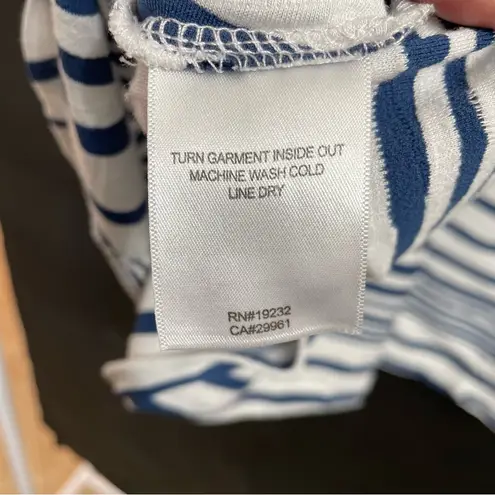 TURN GARMENT INSIDE OUT
MACHINE WASH COLD
LINE DRY
RN#19232
CA#29961